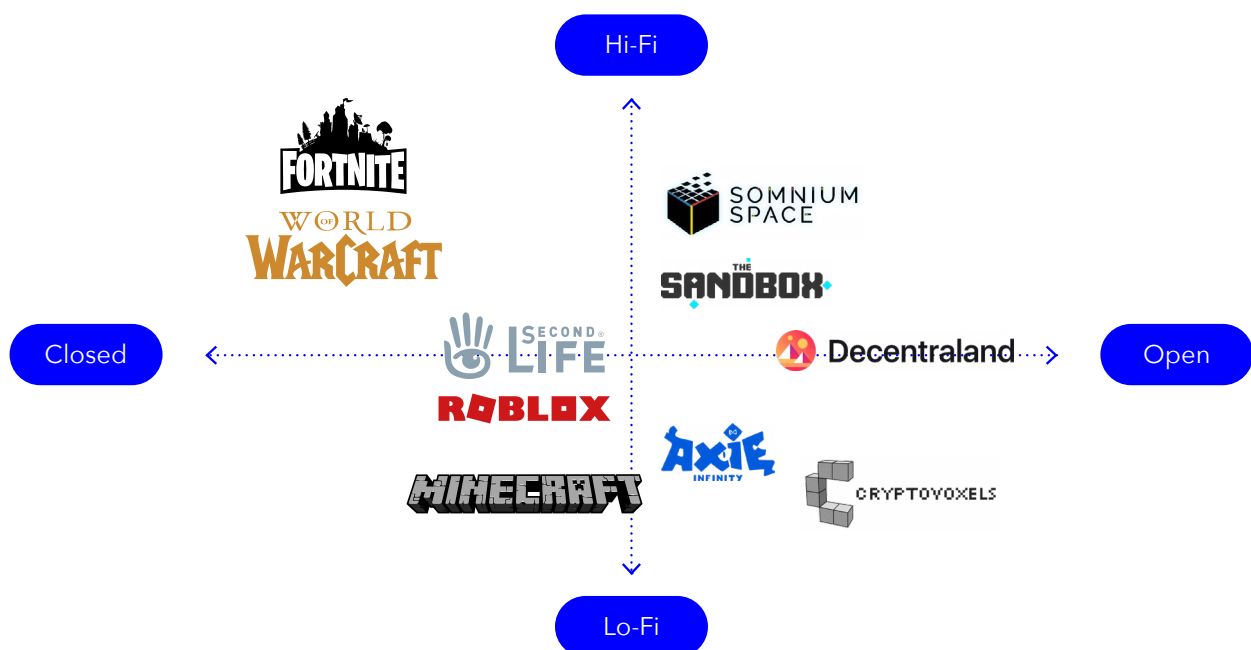 Hi-Fi
FORTNITE
WORLD
OF
WARCRAFT
SOMNIUM
SPACE
THE
SANDBOX
Closed
SECOND®
LIFE
Decentraland
Open
ROBLOX
AXIE
INFINITY
MINECRAFT
CRYPTOVOXELS
Lo-Fi